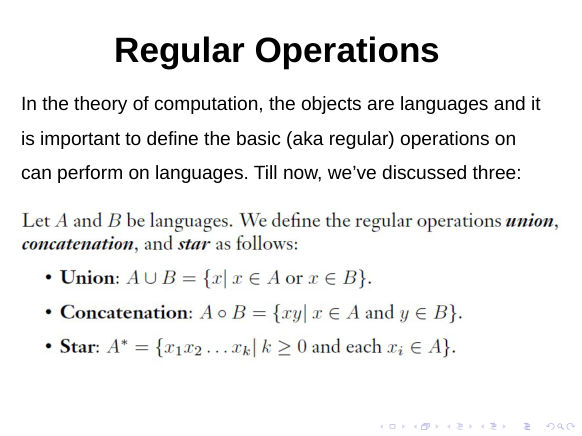 Regular Operations
In the theory of computation, the objects are languages and it
is important to define the basic (aka regular) operations on
can perform on languages. Till now, we’ve discussed three:
Let A and B be languages. We define the regular operations union,
concatenation, and star as follows:
• Union: A ∪ B = {x| x ∈ A or x ∈ B}.
• Concatenation: A ∘ B = {xy| x ∈ A and y ∈ B}.
• Star: A* = {x₁x₂ . . . xₖ| k ≥ 0 and each xᵢ ∈ A}.